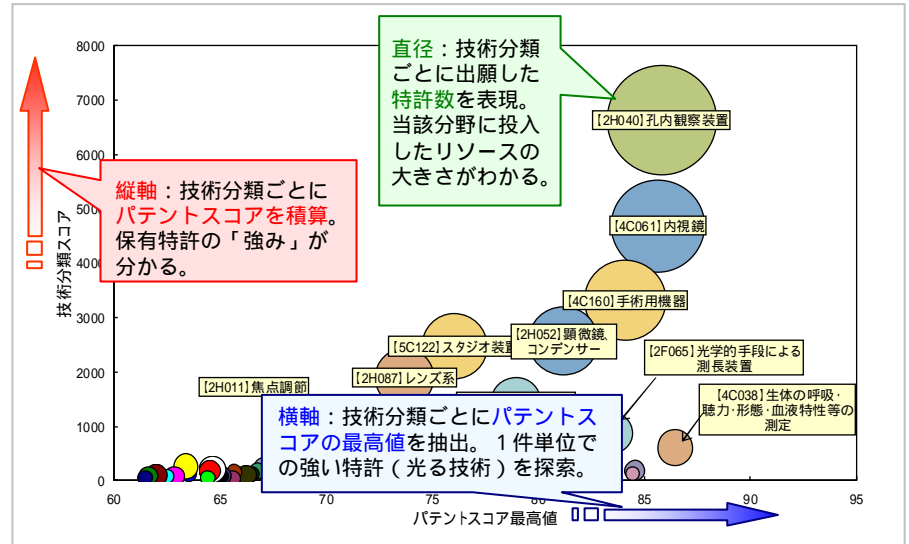 8000
7000
6000
5000
4000
3000
2000
1000
0
60
65
70
75
80
85
90
95
技術分類スコア
パテントスコア最高値
直径：技術分類
ごとに出願した
特許数を表現。
当該分野に投入
したリソースの
大きさがわかる。
縦軸：技術分類ごとに
パテントスコアを積算。
保有特許の「強み」が
分かる。
【2H040】孔内観察装置
【4C061】内視鏡
【4C160】手術用機器
【2H052】顕微鏡、
コンデンサー
【5C122】スタジオ装置
【2F065】光学的手段による
測長装置
【2H087】レンズ系
【2H011】焦点調節
【4C038】生体の呼吸・
聴力・形態・血液特性等の
測定
横軸：技術分類ごとにパテントス
コアの最高値を抽出。１件単位で
の強い特許（光る技術）を探索。